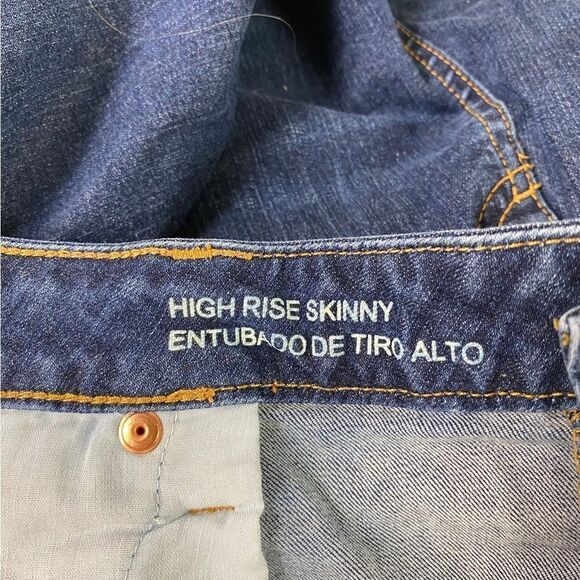 HIGH RISE SKINNY
ENTUBADO DE TIRO ALTO